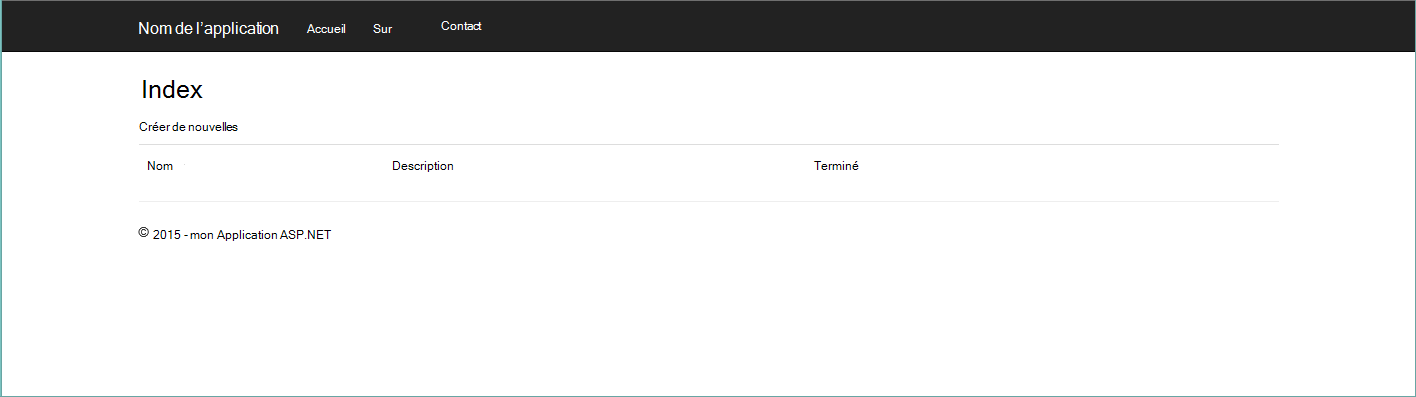 Nom de l’application Accueil Sur Contact
Index
Créer de nouvelles
Nom Description Terminé
© 2015 - mon Application ASP.NET